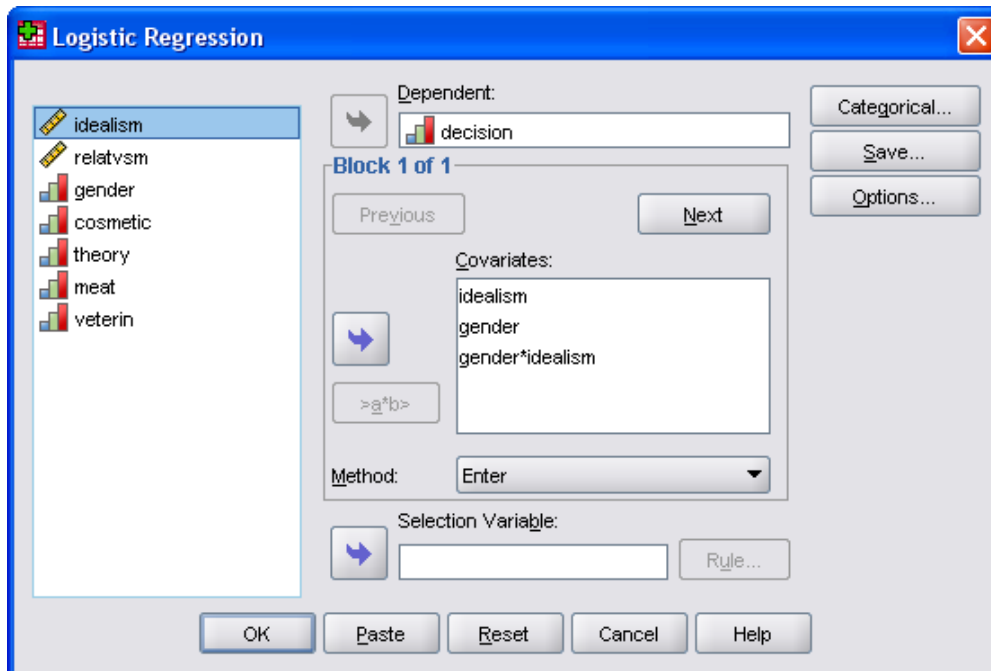 Logistic Regression
idealism
relatvsm
gender
cosmetic
theory
meat
veterin
Dependent:
decision
Block 1 of 1
Previous
Next
Covariates:
idealism
gender
gender*idealism
>a*b>
Method:
Enter
Selection Variable:
Rule...
Categorical...
Save...
Options...
OK
Paste
Reset
Cancel
Help